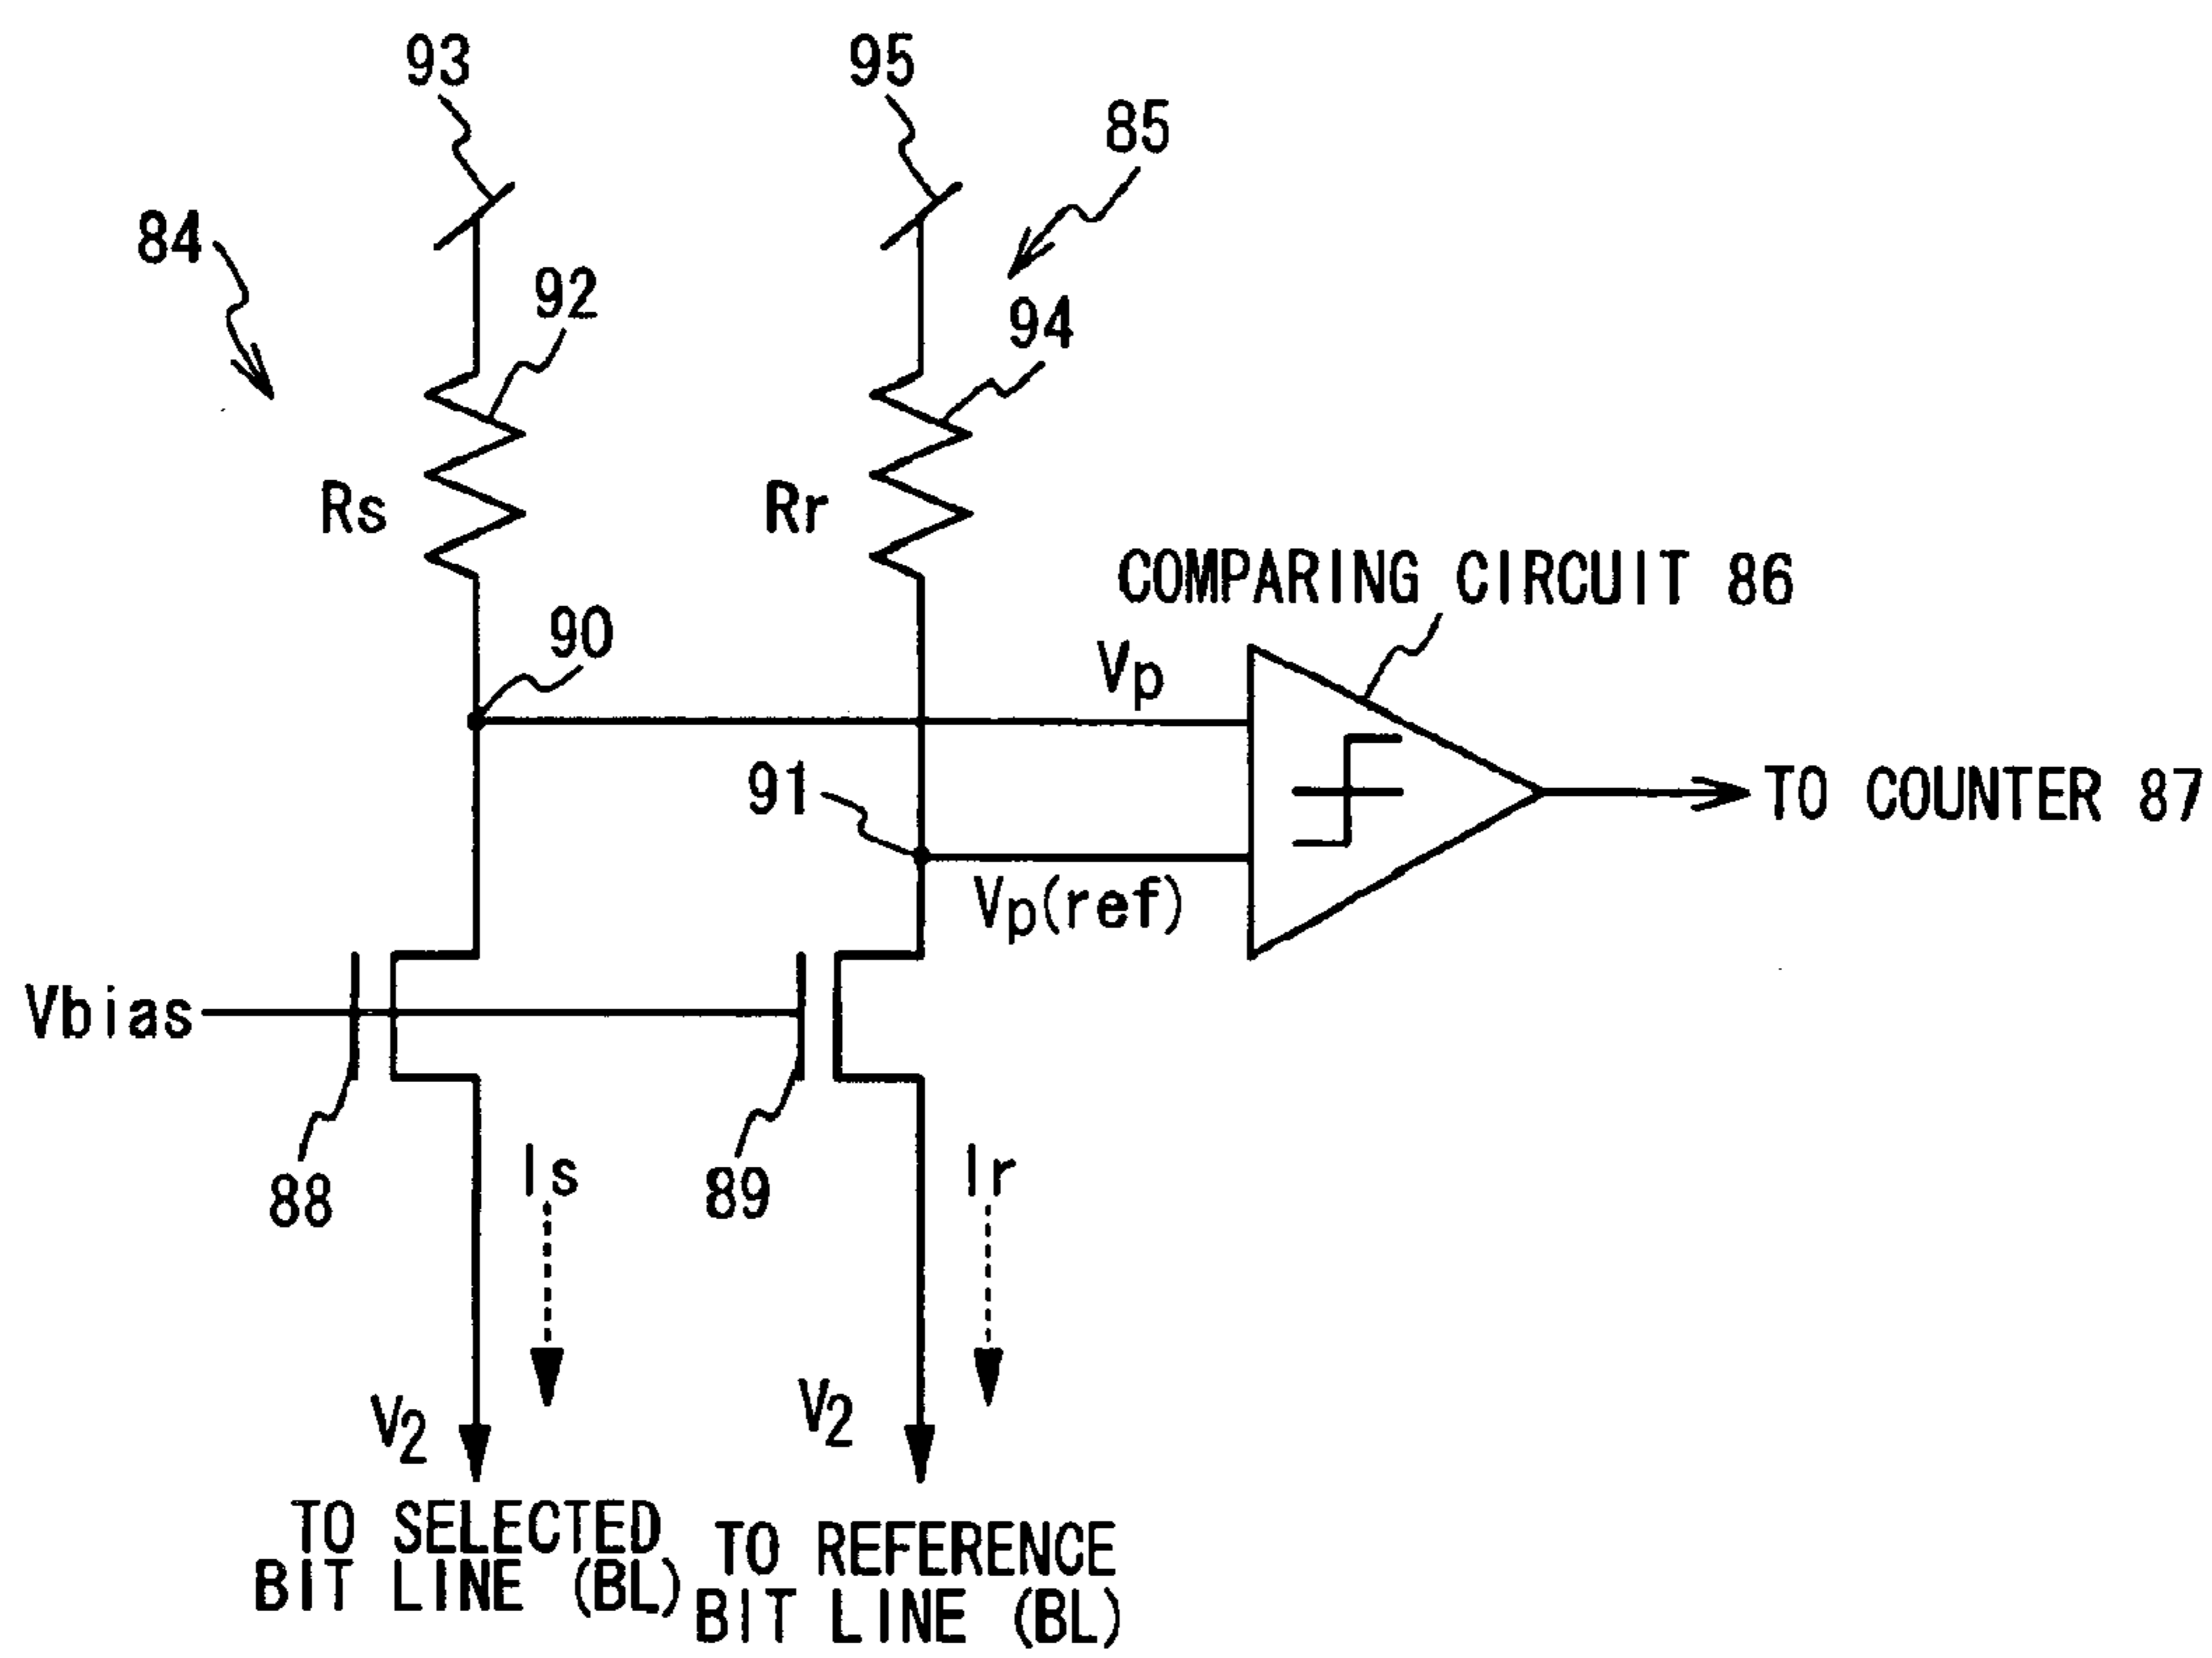 93
95
85
84
92
94
Rs
Rr
COMPARING CIRCUIT 86
90
Vp
91
TO COUNTER 87
Vp(ref)
Vbias
88
Is
89
Ir
V2
V2
TO SELECTED
BIT LINE (BL)
TO REFERENCE
BIT LINE (BL)